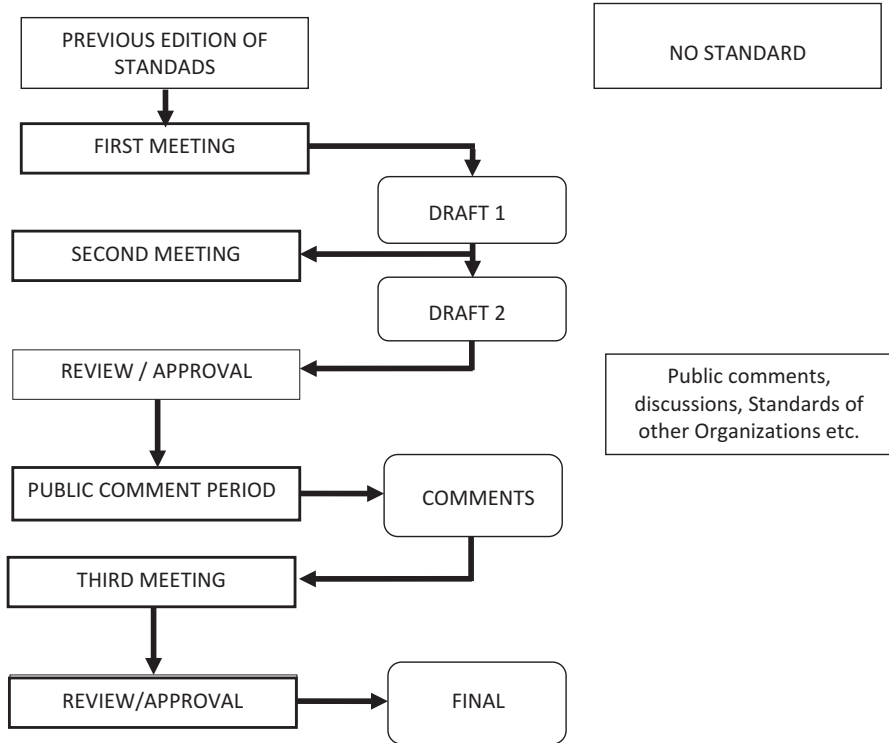 PREVIOUS EDITION OF
STANDADS
NO STANDARD
FIRST MEETING
DRAFT 1
SECOND MEETING
DRAFT 2
REVIEW / APPROVAL
Public comments,
discussions, Standards of
other Organizations etc.
PUBLIC COMMENT PERIOD
COMMENTS
THIRD MEETING
REVIEW/APPROVAL
FINAL